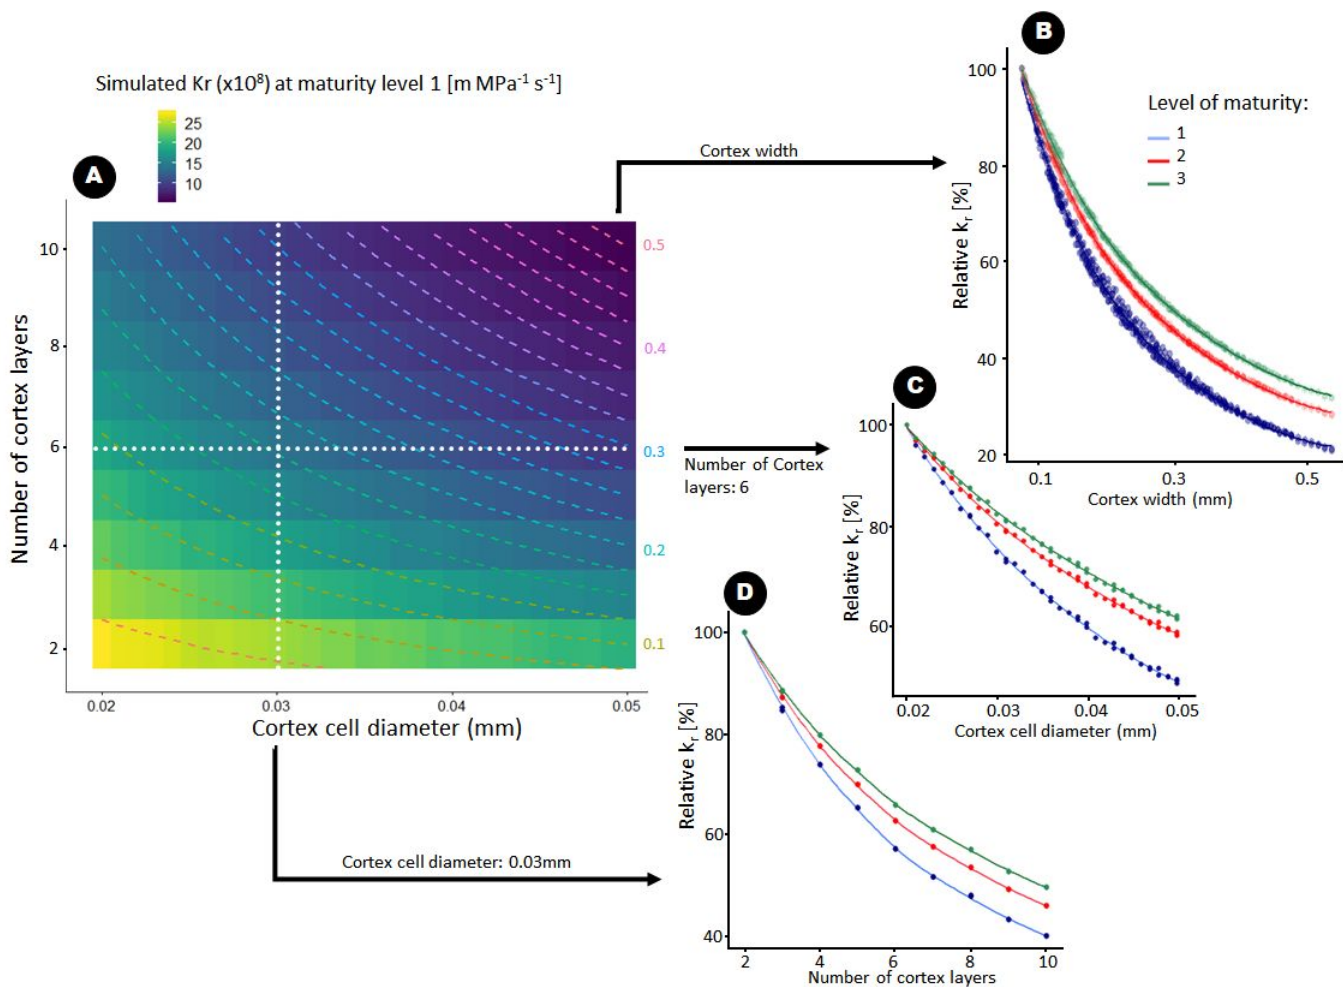 Simulated Kr (x10⁸) at maturity level 1 [m MPa⁻¹ s⁻¹]
25
20
15
10
A
Number of cortex layers
10
8
6
4
2
0.02
0.03
0.04
0.05
Cortex cell diameter (mm)
0.5
0.4
0.3
0.2
0.1
Cortex width
Number of Cortex
layers: 6
Cortex cell diameter: 0.03mm
B
Level of maturity:
1
2
3
Relative kᵣ [%]
100
80
60
40
20
0.1
0.3
0.5
Cortex width (mm)
C
Relative kᵣ [%]
100
80
60
0.02
0.03
0.04
0.05
Cortex cell diameter (mm)
D
Relative kᵣ [%]
100
80
60
40
2
4
6
8
10
Number of cortex layers